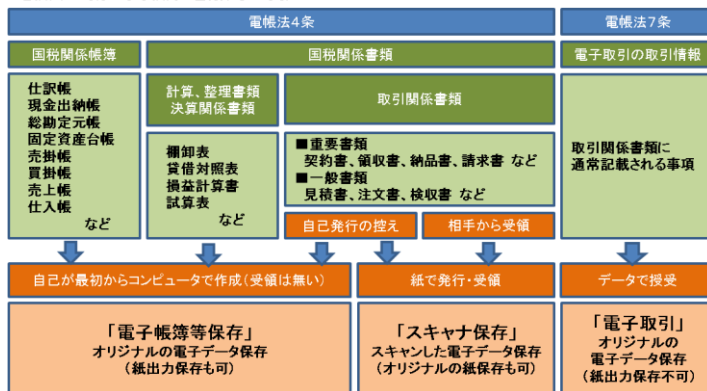 電帳法4条
電帳法7条
国税関係帳簿
国税関係書類
電子取引の取引情報
仕訳帳
現金出納帳
総勘定元帳
固定資産台帳
売掛帳
買掛帳
売上帳
仕入帳
など
計算、整理書類
決算関係書類
棚卸表
貸借対照表
損益計算書
試算表
など
取引関係書類
■重要書類
契約書、領収書、納品書、請求書 など
■一般書類
見積書、注文書、検収書 など
自己発行の控え
相手から受領
取引関係書類に
通常記載される事項
自己が最初からコンピュータで作成(受領は無い)
紙で発行・受領
データで授受
「電子帳簿等保存」
オリジナルの電子データ保存
(紙出力保存も可)
「スキャナ保存」
スキャンした電子データ保存
(オリジナルの紙保存も可)
「電子取引」
オリジナルの
電子データ保存
(紙出力保存不可)